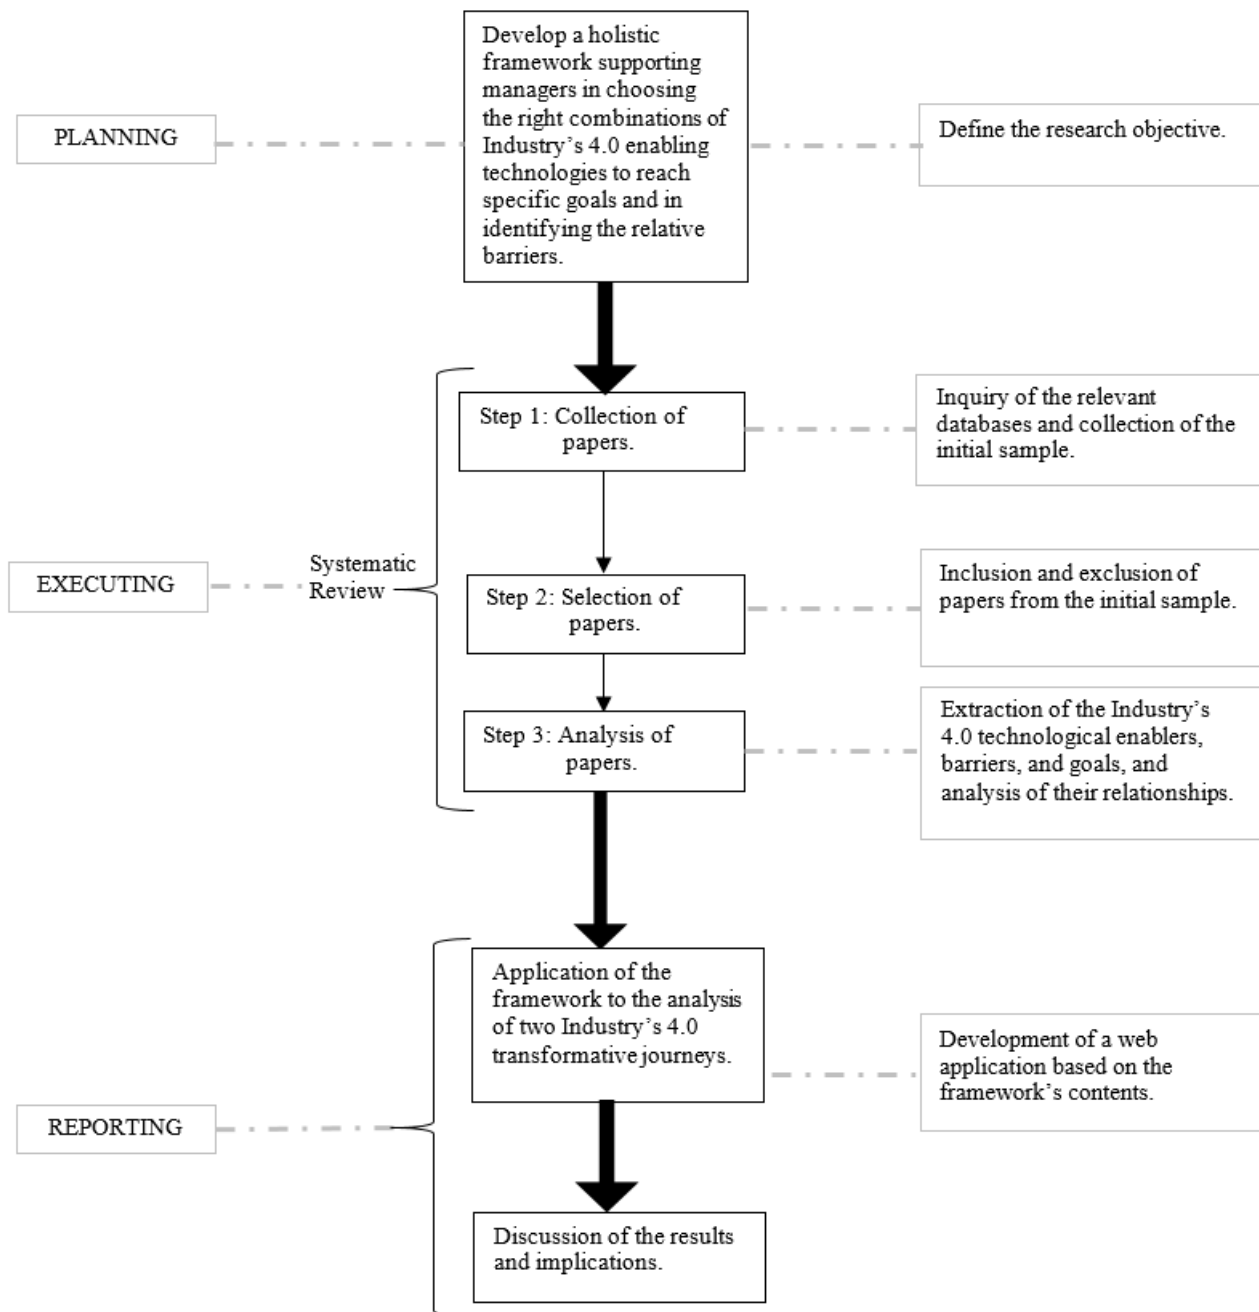 PLANNING
Develop a holistic
framework supporting
managers in choosing
the right combinations of
Industry’s 4.0 enabling
technologies to reach
specific goals and in
identifying the relative
barriers.
Define the research objective.
EXECUTING
Systematic
Review
Step 1: Collection of
papers.
Inquiry of the relevant
databases and collection of the
initial sample.
Step 2: Selection of
papers.
Inclusion and exclusion of
papers from the initial sample.
Step 3: Analysis of
papers.
Extraction of the Industry’s
4.0 technological enablers,
barriers, and goals, and
analysis of their relationships.
REPORTING
Application of the
framework to the analysis
of two Industry’s 4.0
transformative journeys.
Development of a web
application based on the
framework’s contents.
Discussion of the results
and implications.